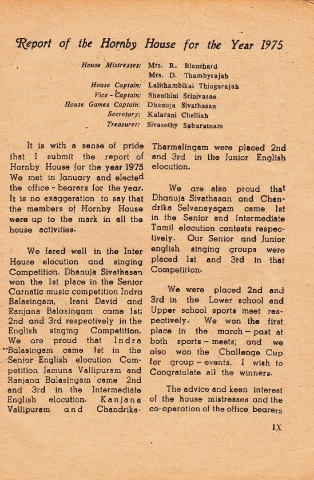 Report of the Hornby House for the Year 1975
House Mistresses: Mrs. R. Blanchard
Mrs. D. Thambyrajah
House Captain: Lalithambikai Thiagarajah
Vice - Captain: Shanthini Srinivasan
House Games Captain: Dhanuja Sivathasan
Secretary: Kalarani Chelliah
Treasurer: Sivasothy Sabaratnam
It is with a sense of pride
that I submit the report of
Hornby House for the year 1975
We met in January and elected
the office - bearers for the year.
It is no exaggeration to say that
the members of Hornby House
were up to the mark in all the
house activities.
We fared well in the Inter
House elocution and singing
Competition. Dhanuja Sivathasan
won the 1st place in the Senior
Carnatic music competition Indra
Balasingam, Irani David and
Ranjana Balasingam came 1st;
2nd and 3rd respectively in the
English singing Competition.
We are proud that Indra
Balasingam came 1st in the
Senior English elocution Com-
petition Jamuna Vallipuram and
Ranjana Balasingam came 2nd
and 3rd in the Intermediate
English elocution. Kanjana
Vallipuram and Chandrika-
Tharmalingam were placed 2nd
and 3rd in the Junior English
elocution.
We are also proud that
Dhanuja Sivathasan and Chan-
drika Selvanayagam came 1st
in the Senior and Intermediate
Tamil elocution contests respec-
tively. Our Senior and Junior
english singing groups were
placed 1st and 3rd in that
Competition.
We were placed 2nd and
3rd in the Lower school and
Upper school sports meet res-
pectively. We won the first
place in the march - past at
both sports - meets; and we
also won the Challenge Cup
for group - events. I wish to
Congratulate all the winners.
The advice and keen interest
of the house mistresses and the
co-operation of the office bearers
IX